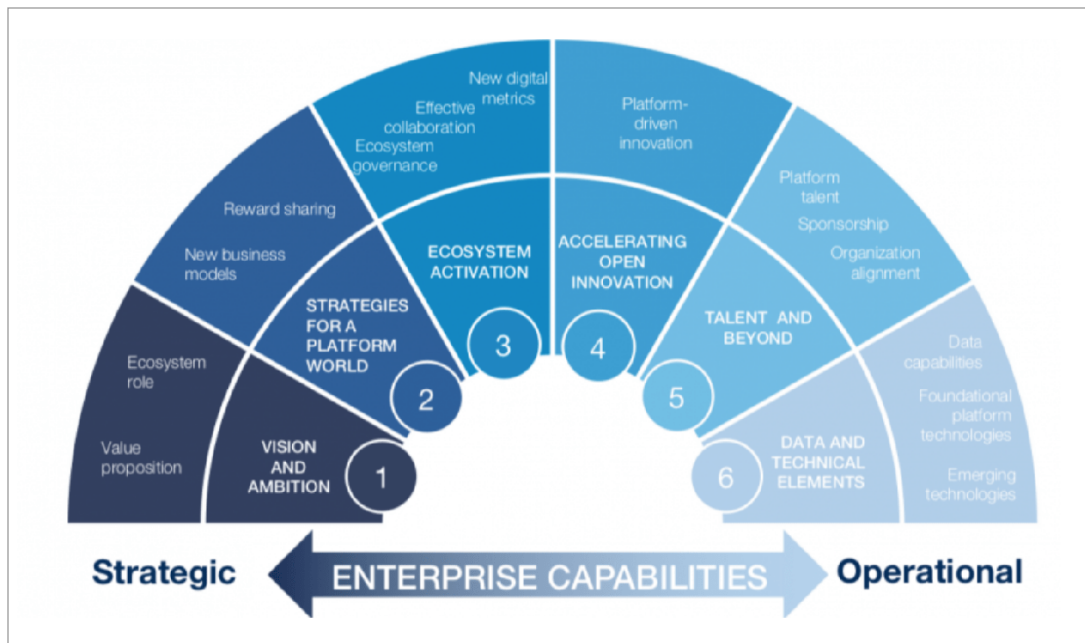 New digital
metrics
Effective
collaboration
Ecosystem
governance
Platform-
driven
innovation
Reward sharing
New business
models
Platform
talent
Sponsorship
Organization
alignment
ECOSYSTEM
ACTIVATION
ACCELERATING
OPEN
INNOVATION
STRATEGIES
FOR A
PLATFORM
WORLD
TALENT AND
BEYOND
3
4
2
5
Ecosystem
role
Value
proposition
VISION
AND
AMBITION
1
6
DATA AND
TECHNICAL
ELEMENTS
Data
capabilities
Foundational
platform
technologies
Emerging
technologies
Strategic
ENTERPRISE CAPABILITIES
Operational